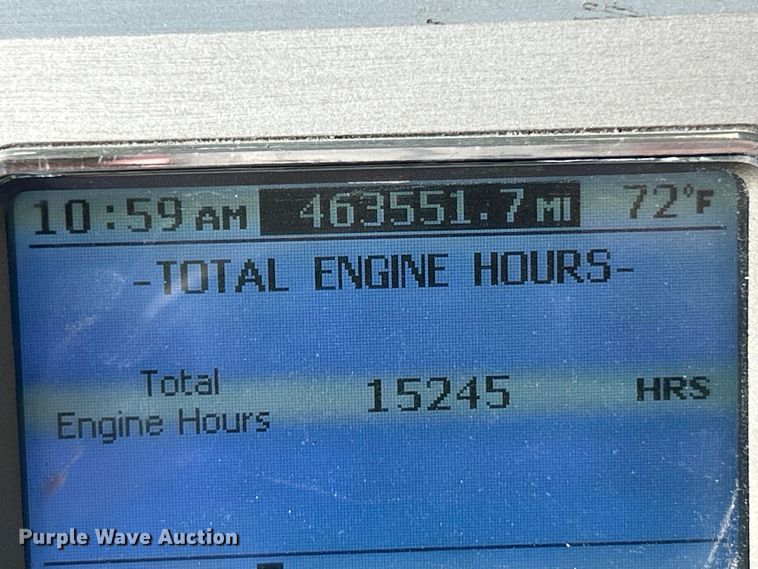 10:59 AM 463551.7 MI 72°F
-TOTAL ENGINE HOURS-
Total
Engine Hours 15245 HRS
Purple Wave Auction